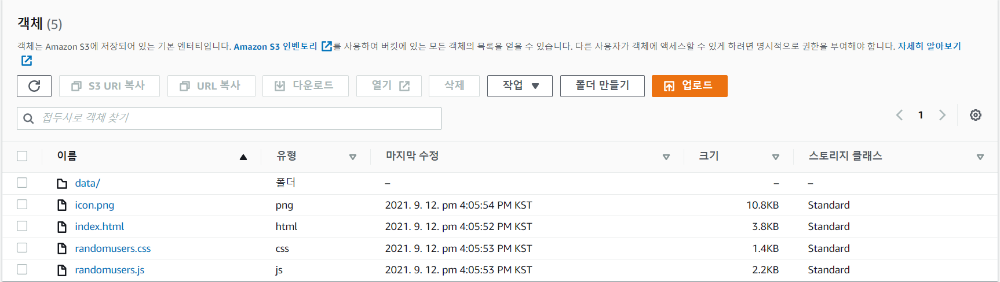 객체 (5)
객체는 Amazon S3에 저장되어 있는 기본 엔터티입니다. Amazon S3 인벤토리 를 사용하여 버킷에 있는 모든 객체의 목록을 얻을 수 있습니다. 다른 사용자가 객체에 액세스할 수 있게 하려면 명시적으로 권한을 부여해야 합니다. 자세히 알아보기
S3 URI 복사 URL 복사 다운로드 열기 삭제 작업 폴더 만들기 업로드
접두사로 객체 찾기 1
이름 유형 마지막 수정 크기 스토리지 클래스
data/ 폴더 – – –
icon.png png 2021. 9. 12. pm 4:05:54 PM KST 10.8KB Standard
index.html html 2021. 9. 12. pm 4:05:52 PM KST 3.8KB Standard
randomusers.css css 2021. 9. 12. pm 4:05:53 PM KST 1.4KB Standard
randomusers.js js 2021. 9. 12. pm 4:05:53 PM KST 2.2KB Standard